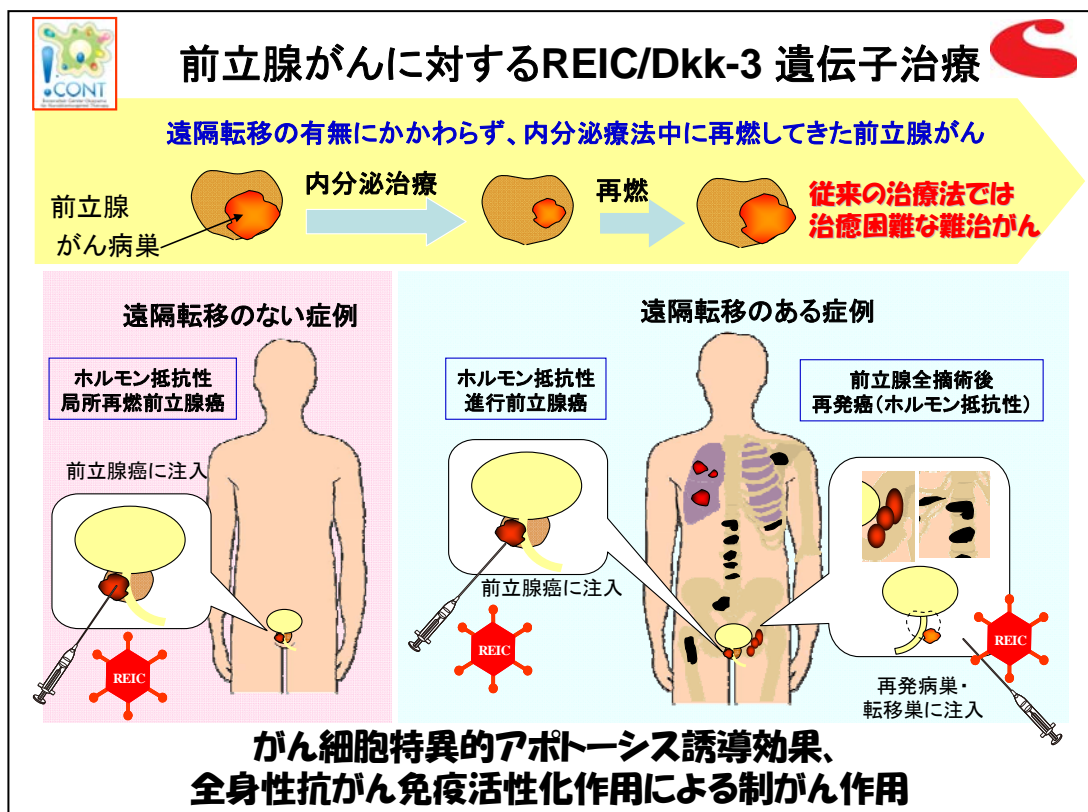 前立腺がんに対するREIC/Dkk-3 遺伝子治療
!CONT
遠隔転移の有無にかかわらず、内分泌療法中に再燃してきた前立腺がん
前立腺
がん病巣
内分泌治療
再燃
従来の治療法では
治癒困難な難治がん
遠隔転移のない症例
ホルモン抵抗性
局所再燃前立腺癌
前立腺癌に注入
REIC
遠隔転移のある症例
ホルモン抵抗性
進行前立腺癌
前立腺癌に注入
REIC
前立腺全摘術後
再発癌(ホルモン抵抗性)
REIC
再発病巣・
転移巣に注入
がん細胞特異的アポトーシス誘導効果、
全身性抗がん免疫活性化作用による制がん作用